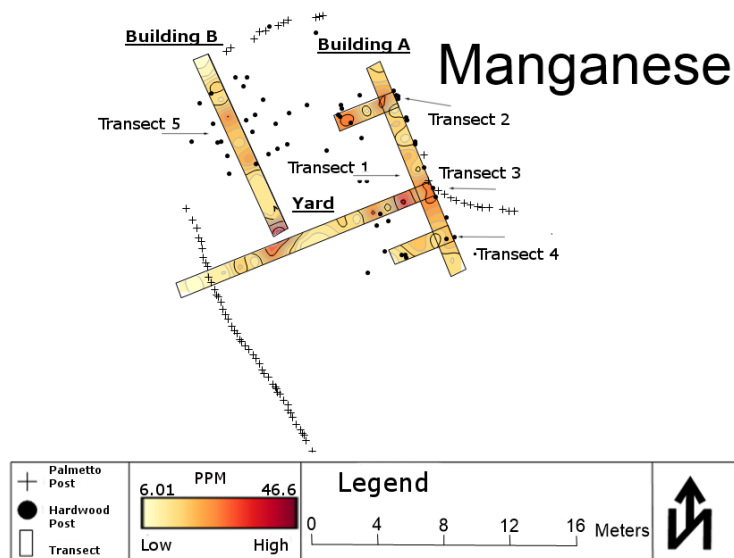 Building B
Building A
Manganese
Transect 5
Transect 2
Transect 1
Transect 3
Yard
Transect 4
Palmetto
Post
Hardwood
Post
Transect
PPM
6.01
46.6
Low
High
Legend
0 4 8 12 16 Meters
N